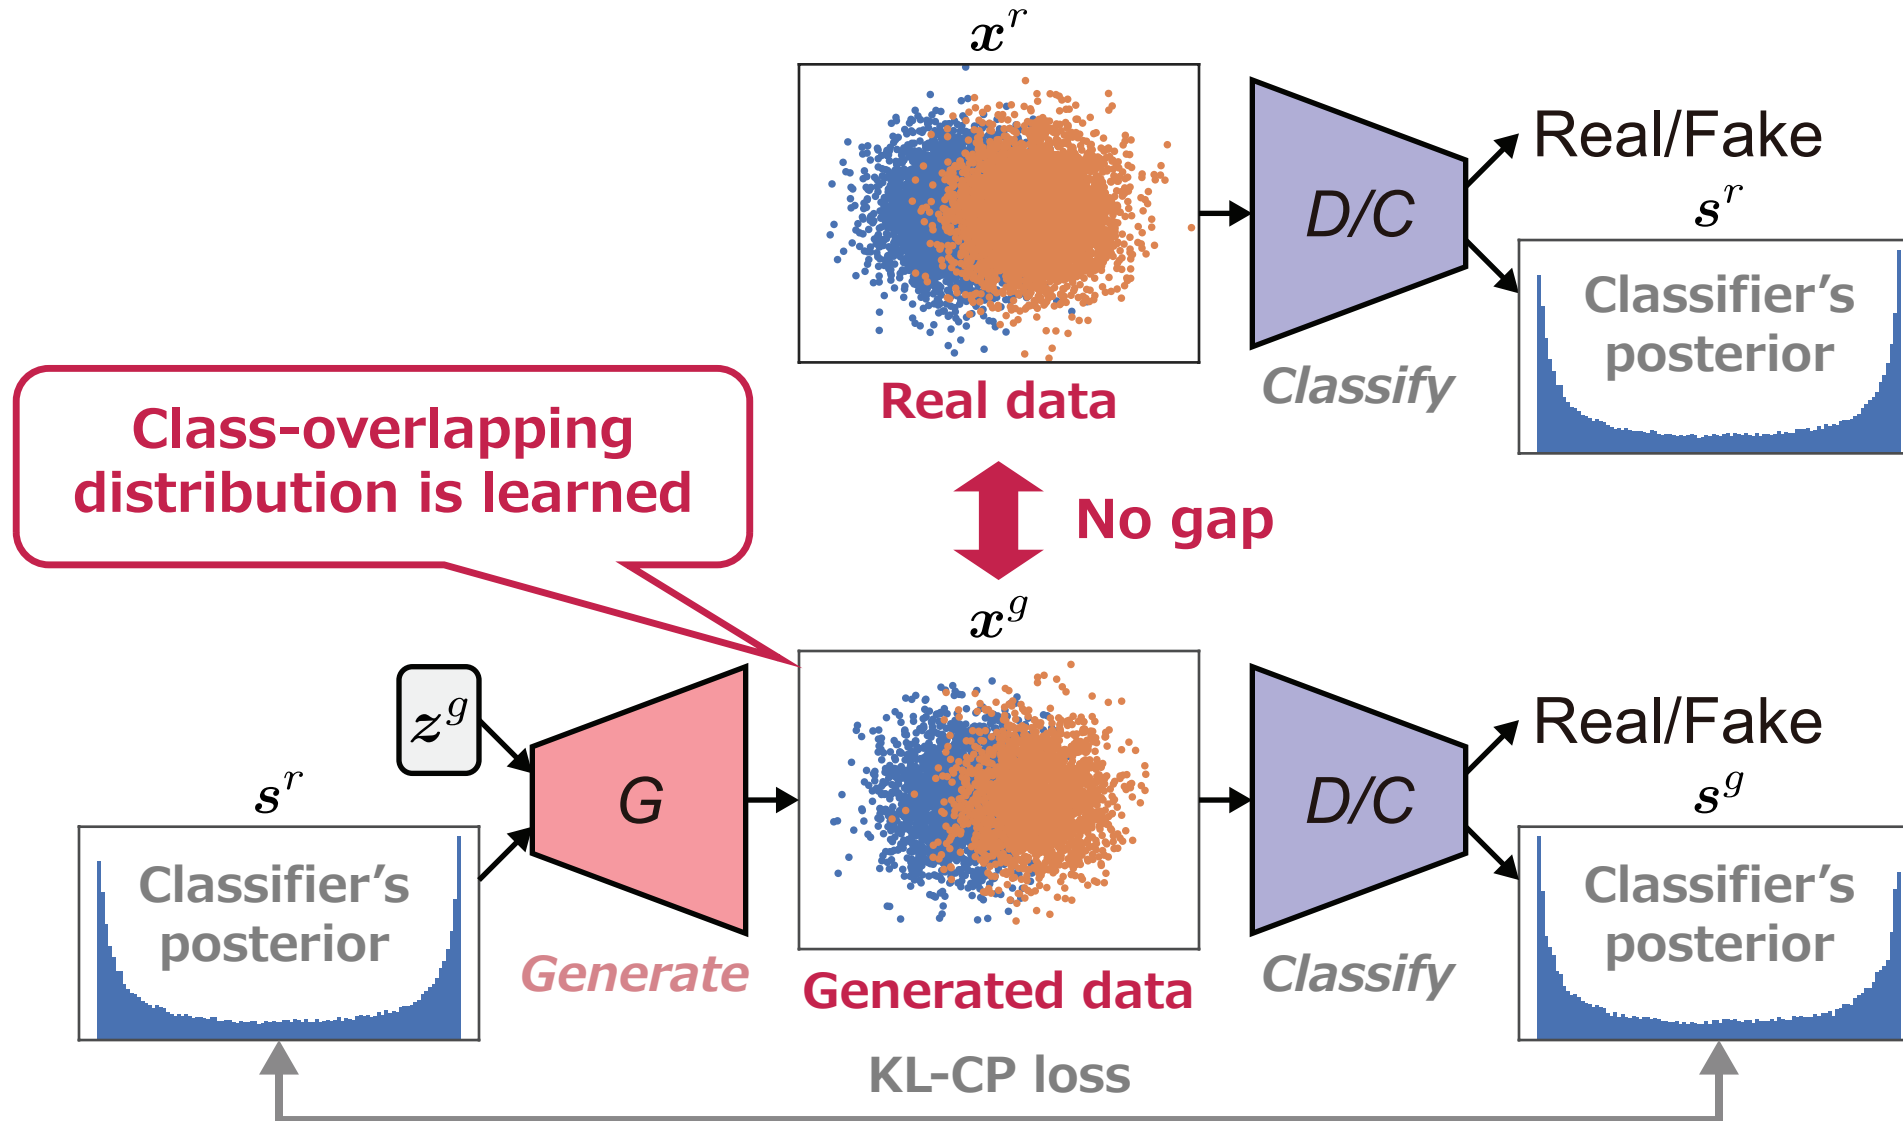 x^r
D/C
Real/Fake
s^r
Classifier's
posterior
Real data
Classify
Class-overlapping
distribution is learned
No gap
x^g
z^g
s^r
Classifier's
posterior
G
Generate
Generated data
D/C
Classify
Real/Fake
s^g
Classifier's
posterior
KL-CP loss